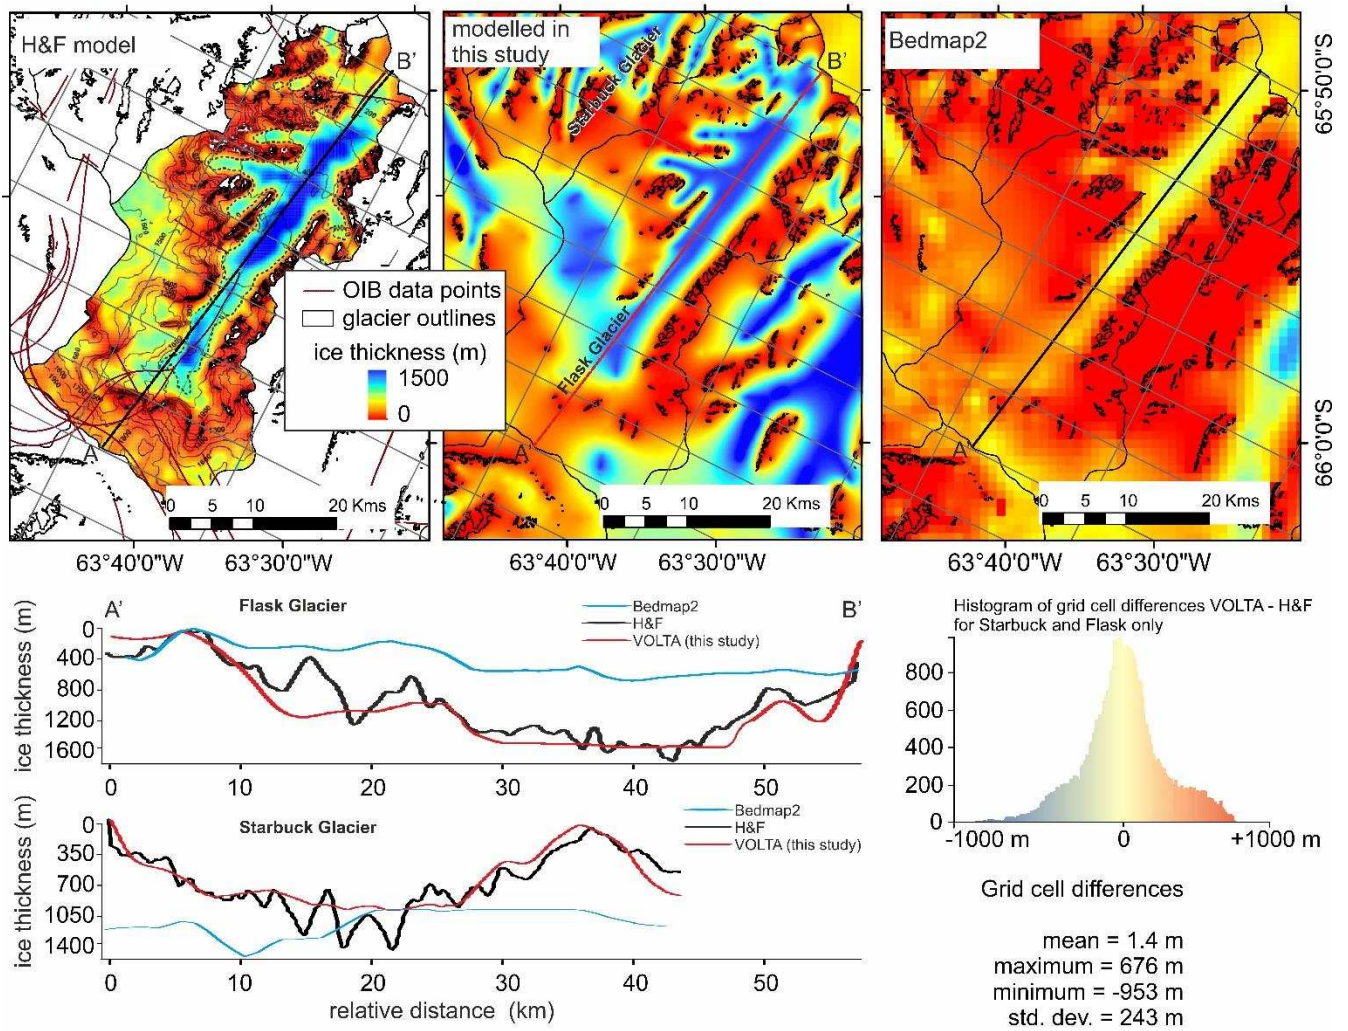 H&F model
B'
A
OIB data points
glacier outlines
ice thickness (m)
1500
0
0 5 10 20 Kms
63°40'0"W 63°30'0"W
modelled in
this study
Starbuck Glacier
B'
Flask Glacier
A
0 5 10 20 Kms
63°40'0"W 63°30'0"W
Bedmap2
B'
A
0 5 10 20 Kms
63°40'0"W 63°30'0"W
65°50'0"S
66°0'0"S
A' Flask Glacier B'
Bedmap2
H&F
VOLTA (this study)
ice thickness (m)
0
400
800
1200
1600
0 10 20 30 40 50
Starbuck Glacier
Bedmap2
H&F
VOLTA (this study)
ice thickness (m)
0
350
700
1050
1400
0 10 20 30 40 50
relative distance (km)
Histogram of grid cell differences VOLTA - H&F
for Starbuck and Flask only
800
600
400
200
0
-1000 m 0 +1000 m
Grid cell differences
mean = 1.4 m
maximum = 676 m
minimum = -953 m
std. dev. = 243 m